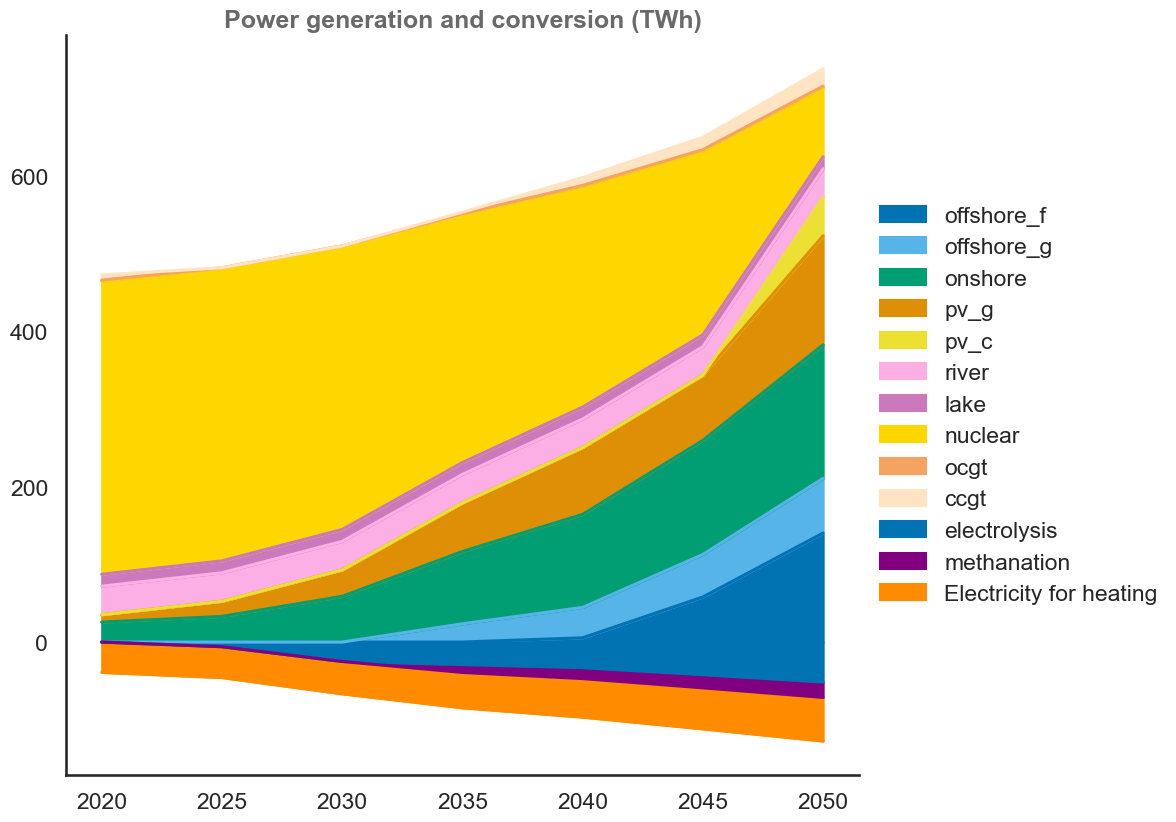 Power generation and conversion (TWh)
600
400
200
0
2020 2025 2030 2035 2040 2045 2050
offshore_f
offshore_g
onshore
pv_g
pv_c
river
lake
nuclear
ocgt
ccgt
electrolysis
methanation
Electricity for heating